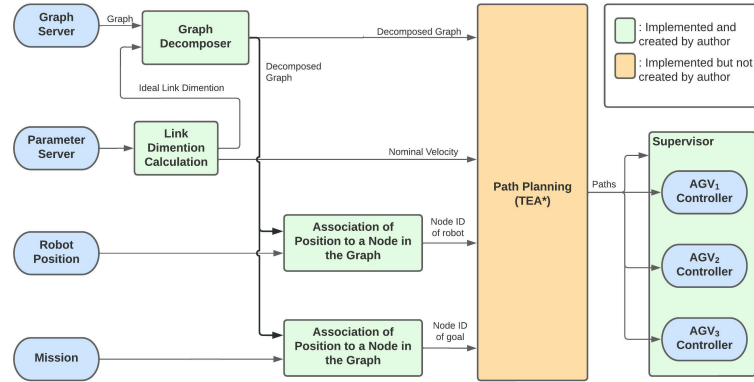 Graph
Server
Graph
Graph
Decomposer
Decomposed Graph
Decomposed
Graph
Ideal Link Dimention
Parameter
Server
Link
Dimention
Calculation
Nominal Velocity
Robot
Position
Association of
Position to a Node in
the Graph
Node ID
of robot
Mission
Association of
Position to a Node in
the Graph
Node ID
of goal
Path Planning
(TEA*)
Paths
: Implemented and
created by author
: Implemented but not
created by author
Supervisor
AGV₁
Controller
AGV₂
Controller
AGV₃
Controller